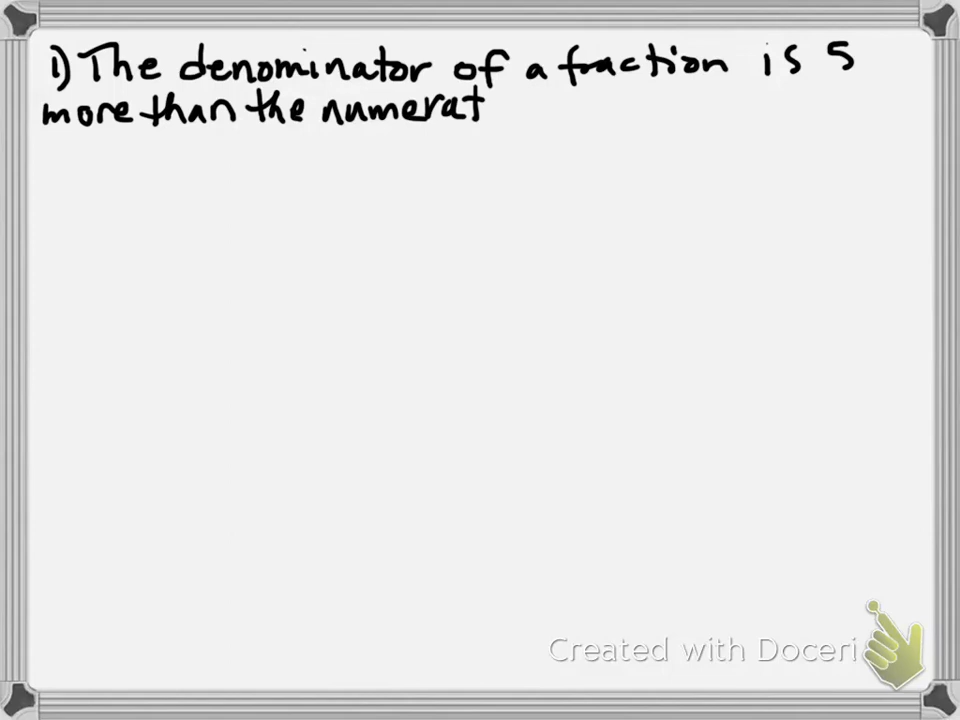 1) The denominator of a fraction is 5
more than the numerat
Created with Doceri